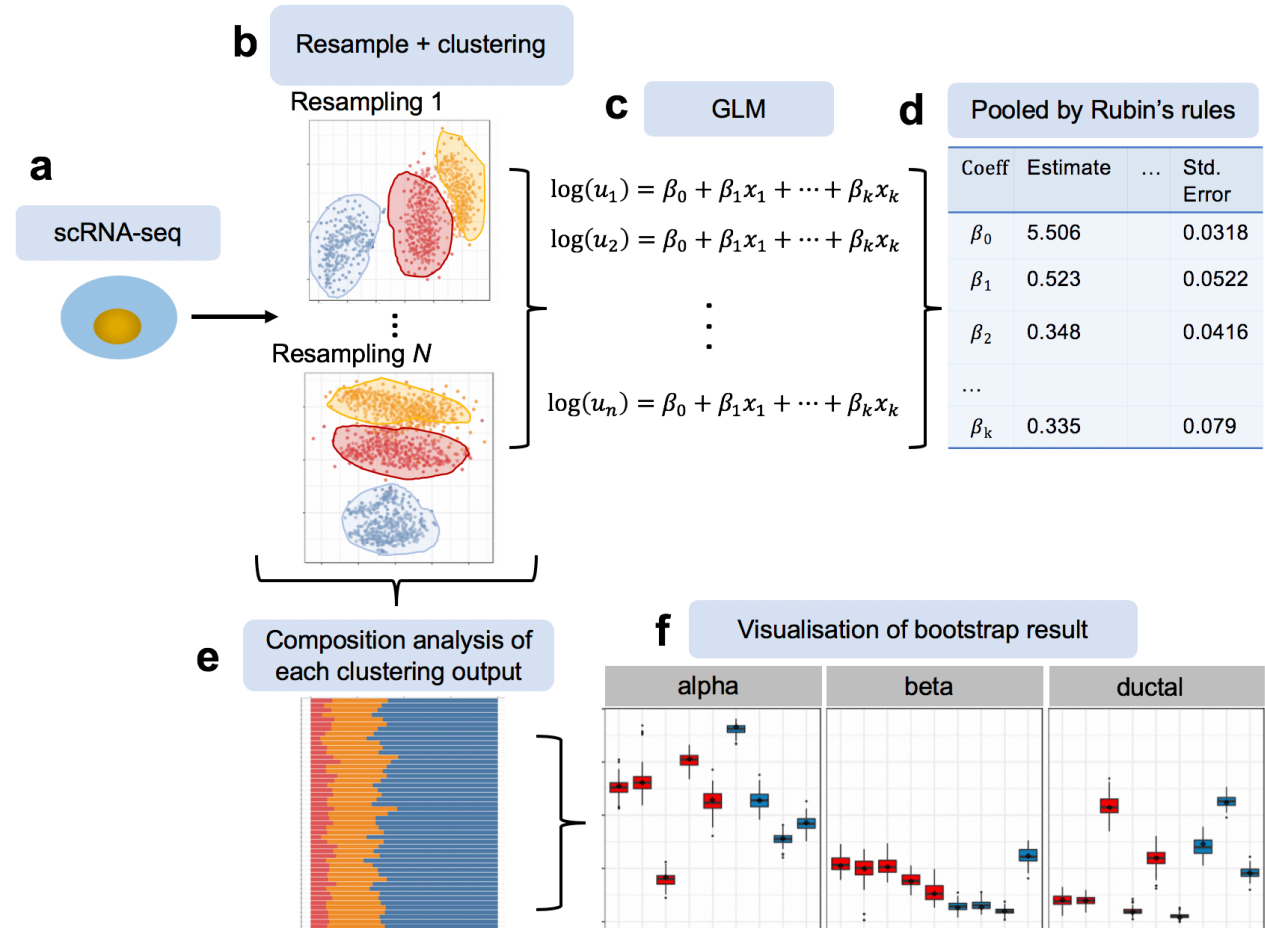 a
scRNA-seq
b
Resample + clustering
Resampling 1
⋮
Resampling N
c
GLM
log(u₁) = β₀ + β₁x₁ + ⋯ + βₖxₖ
log(u₂) = β₀ + β₁x₁ + ⋯ + βₖxₖ
⋮
log(uₙ) = β₀ + β₁x₁ + ⋯ + βₖxₖ
d
Pooled by Rubin’s rules
Coeff Estimate … Std.
Error
β₀ 5.506 0.0318
β₁ 0.523 0.0522
β₂ 0.348 0.0416
…
βₖ 0.335 0.079
e
Composition analysis of
each clustering output
f
Visualisation of bootstrap result
alpha beta ductal